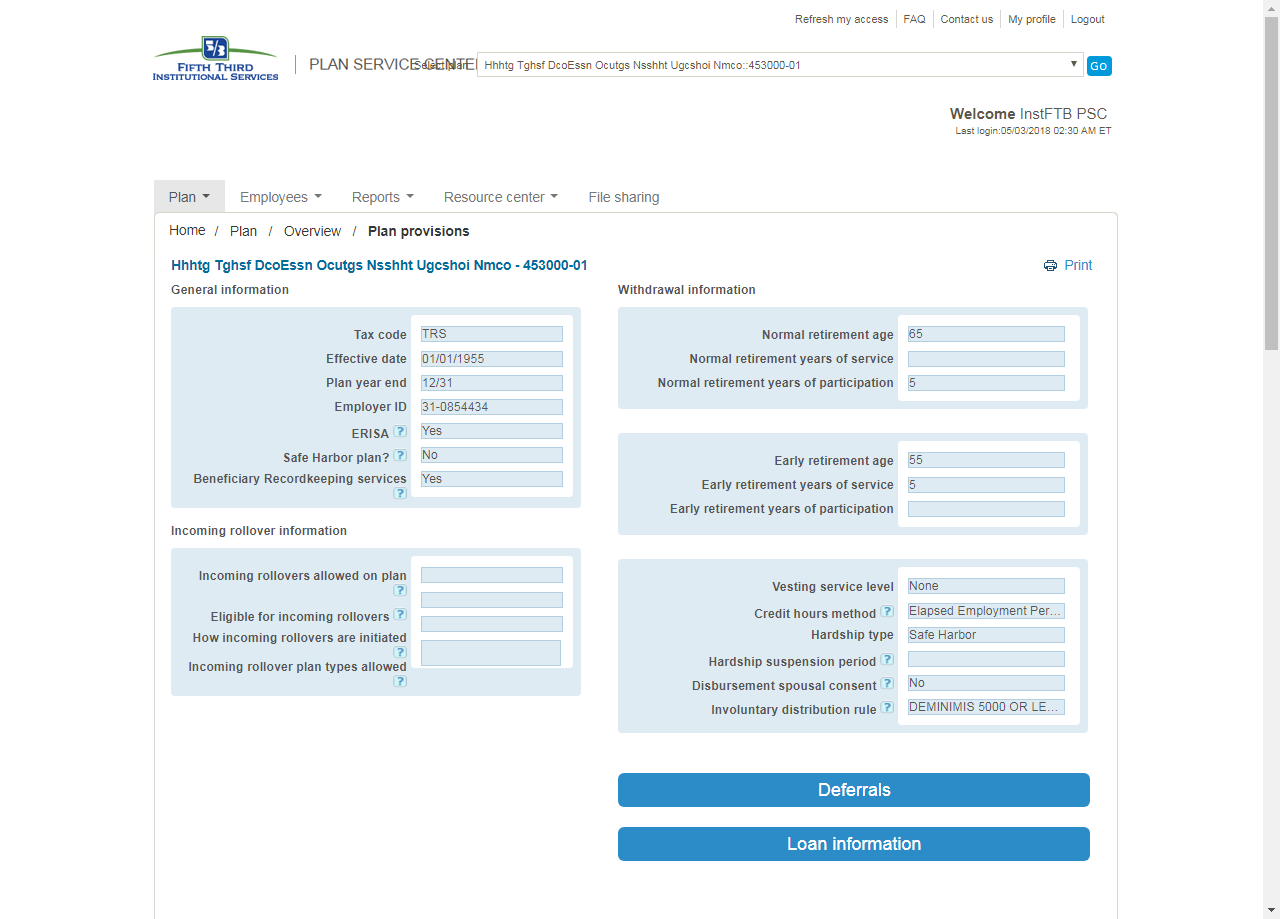 Refresh my access FAQ Contact us My profile Logout
5/3
FIFTH THIRD
INSTITUTIONAL SERVICES
PLAN SERVICE CENTER
Select plan Hhhtg Tghsf DcoEssn Ocutgs Nsshht Ugcshoi Nmco::453000-01 Go
Welcome InstFTB PSC
Last login:05/03/2018 02:30 AM ET
Plan Employees Reports Resource center File sharing
Home / Plan / Overview / Plan provisions
Hhhtg Tghsf DcoEssn Ocutgs Nsshht Ugcshoi Nmco - 453000-01
Print
General information
Tax code TRS
Effective date 01/01/1955
Plan year end 12/31
Employer ID 31-0854434
ERISA ? Yes
Safe Harbor plan? ? No
Beneficiary Recordkeeping services Yes
?
Incoming rollover information
Incoming rollovers allowed on plan
?
Eligible for incoming rollovers ?
How incoming rollovers are initiated
?
Incoming rollover plan types allowed
?
Withdrawal information
Normal retirement age 65
Normal retirement years of service
Normal retirement years of participation 5
Early retirement age 55
Early retirement years of service 5
Early retirement years of participation
Vesting service level None
Credit hours method ? Elapsed Employment Per...
Hardship type Safe Harbor
Hardship suspension period ?
Disbursement spousal consent ? No
Involuntary distribution rule ? DEMINIMIS 5000 OR LE...
Deferrals
Loan information